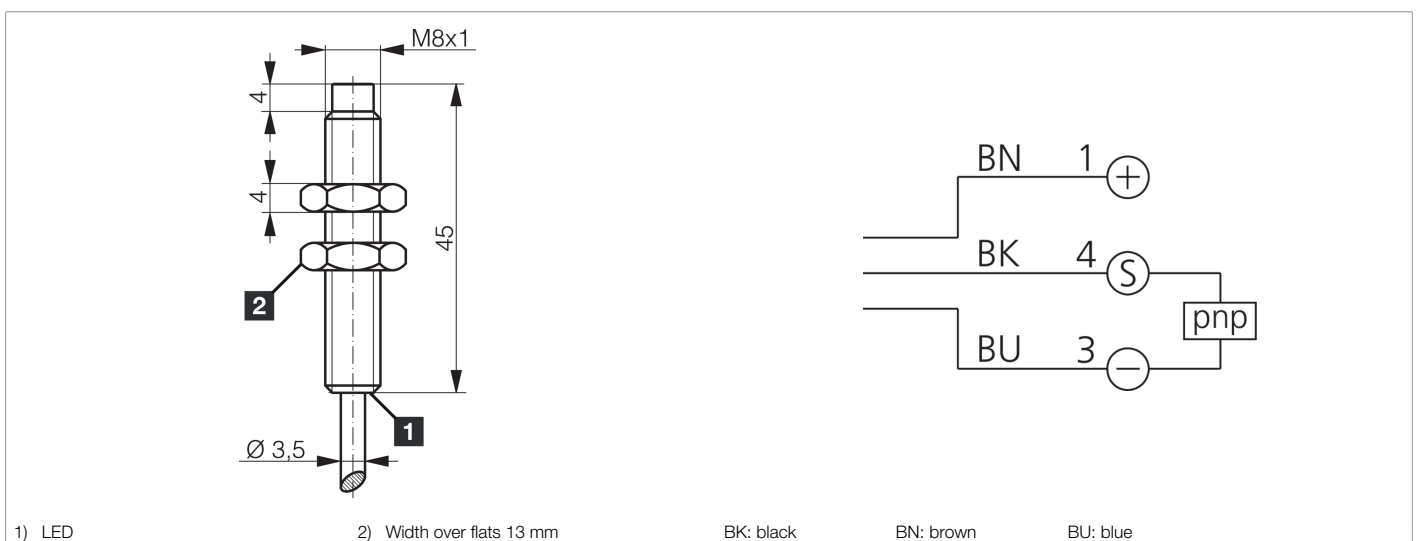 M8x1
4
4
45
2
1
Ø 3,5
BN 1 +
BK 4 S
pnp
BU 3 −
1) LED 2) Width over flats 13 mm BK: black BN: brown BU: blue